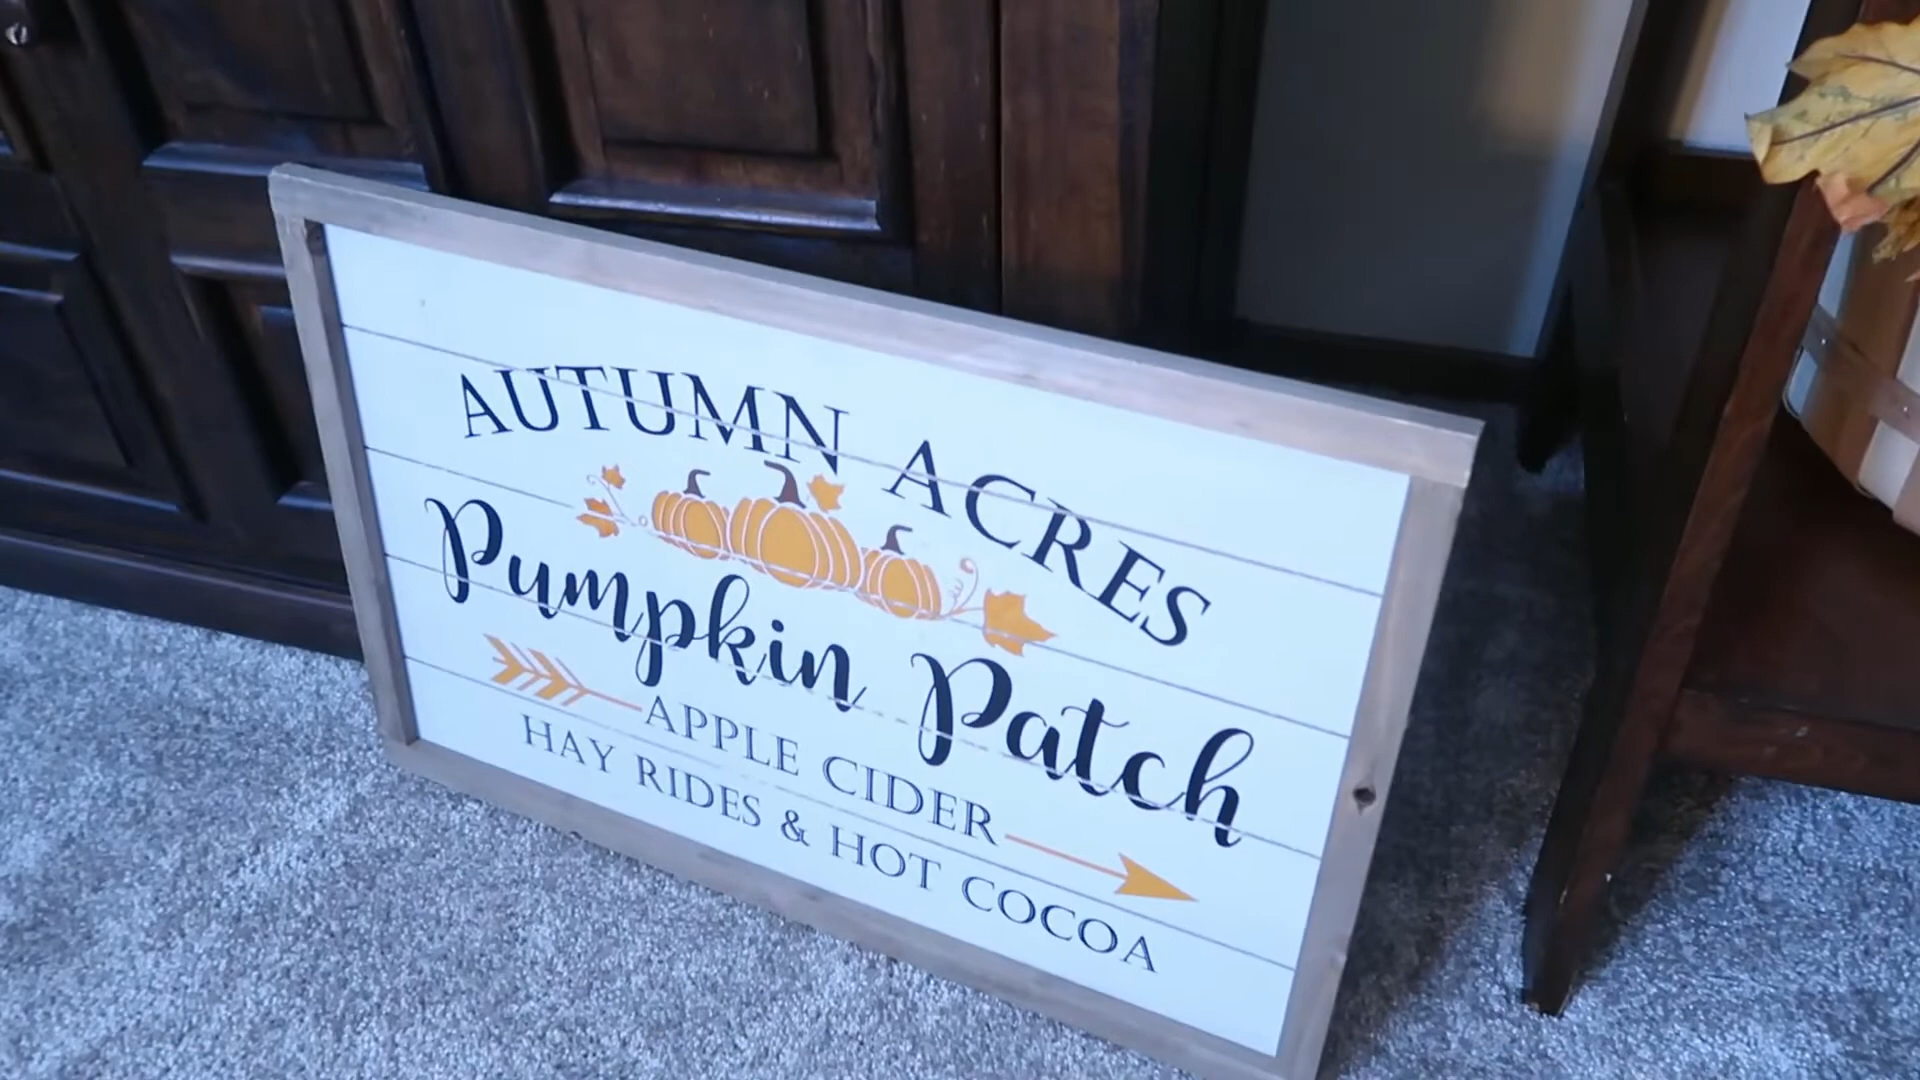 AUTUMN ACRES
Pumpkin Patch
APPLE CIDER
HAY RIDES & HOT COCOA